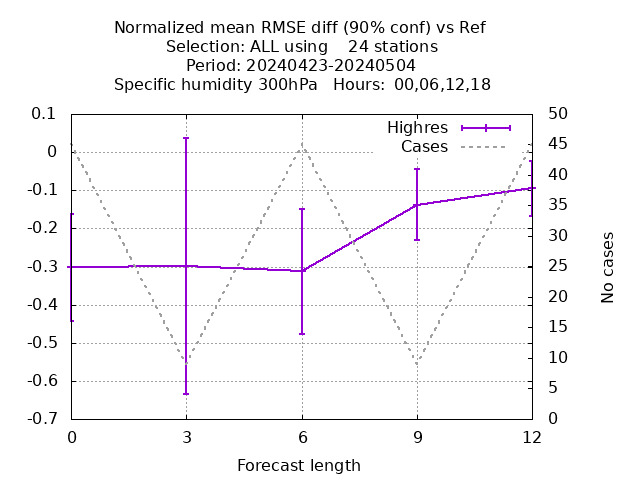 Normalized mean RMSE diff (90% conf) vs Ref
Selection: ALL using    24 stations
Period: 20240423-20240504
Specific humidity 300hPa   Hours:  00,06,12,18
Highres
Cases
0.1
0
-0.1
-0.2
-0.3
-0.4
-0.5
-0.6
-0.7
50
45
40
35
30
25
20
15
10
5
0
No cases
0 3 6 9 12
Forecast length